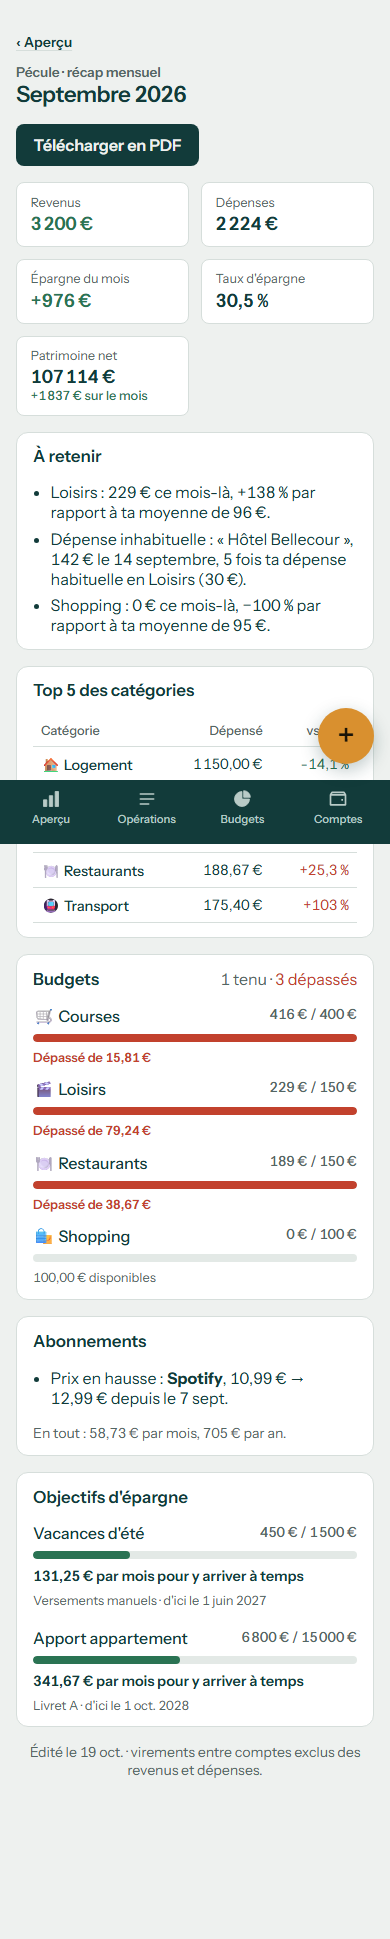 ‹ Aperçu
Pécule · récap mensuel
Septembre 2026
Télécharger en PDF
Revenus
3 200 €
Dépenses
2 224 €
Épargne du mois
+976 €
Taux d'épargne
30,5 %
Patrimoine net
107 114 €
+1 837 € sur le mois
À retenir
• Loisirs : 229 € ce mois-là, +138 % par
rapport à ta moyenne de 96 €.
• Dépense inhabituelle : « Hôtel Bellecour »,
142 € le 14 septembre, 5 fois ta dépense
habituelle en Loisirs (30 €).
• Shopping : 0 € ce mois-là, −100 % par
rapport à ta moyenne de 95 €.
Top 5 des catégories
Catégorie Dépensé vs
+
Logement 1 150,00 € -14,1 %
Aperçu Opérations Budgets Comptes
Restaurants 188,67 € +25,3 %
Transport 175,40 € +103 %
Budgets 1 tenu · 3 dépassés
Courses 416 € / 400 €
Dépassé de 15,81 €
Loisirs 229 € / 150 €
Dépassé de 79,24 €
Restaurants 189 € / 150 €
Dépassé de 38,67 €
Shopping 0 € / 100 €
100,00 € disponibles
Abonnements
• Prix en hausse : Spotify, 10,99 € →
12,99 € depuis le 7 sept.
En tout : 58,73 € par mois, 705 € par an.
Objectifs d'épargne
Vacances d'été 450 € / 1 500 €
131,25 € par mois pour y arriver à temps
Versements manuels · d'ici le 1 juin 2027
Apport appartement 6 800 € / 15 000 €
341,67 € par mois pour y arriver à temps
Livret A · d'ici le 1 oct. 2028
Édité le 19 oct. · virements entre comptes exclus des
revenus et dépenses.